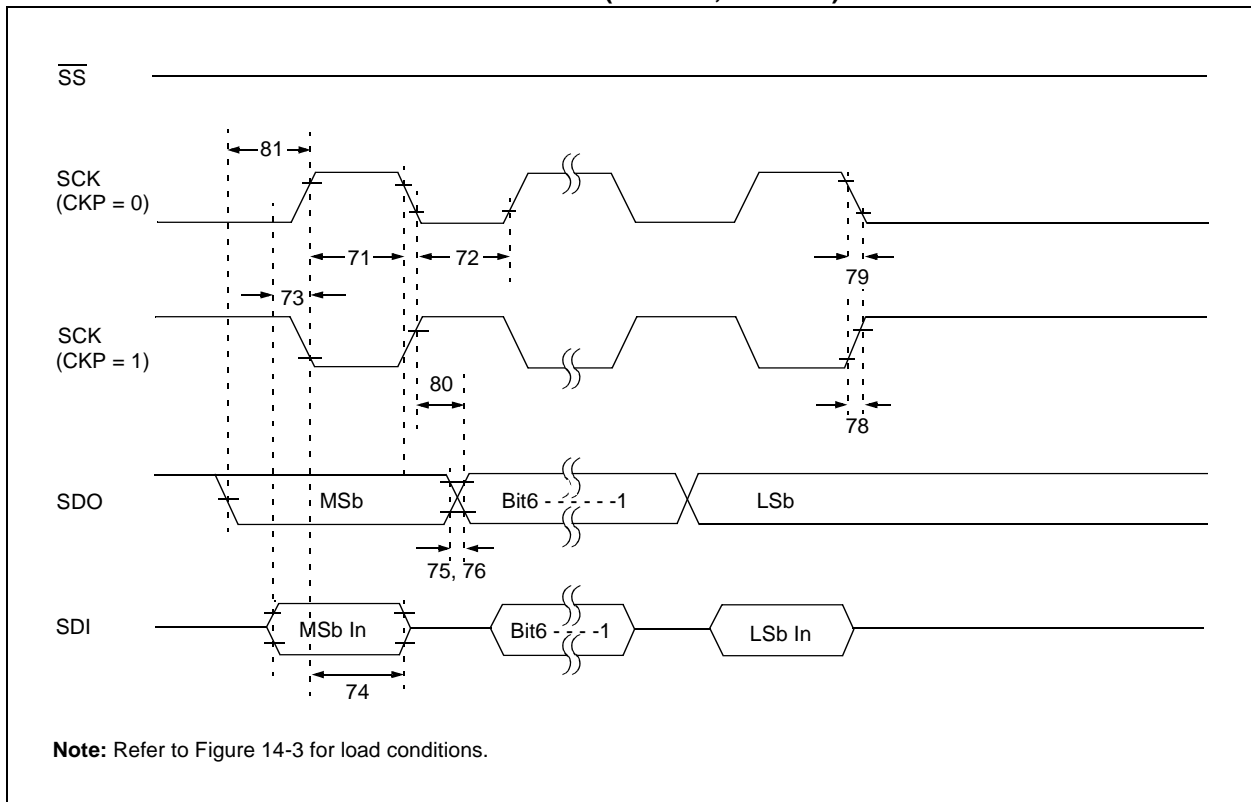 SS
81
SCK
(CKP = 0)
71
72
79
73
SCK
(CKP = 1)
80
78
SDO
MSb
Bit6 - - - - - -1
LSb
75, 76
SDI
MSb In
Bit6 - - - -1
LSb In
74
Note: Refer to Figure 14-3 for load conditions.